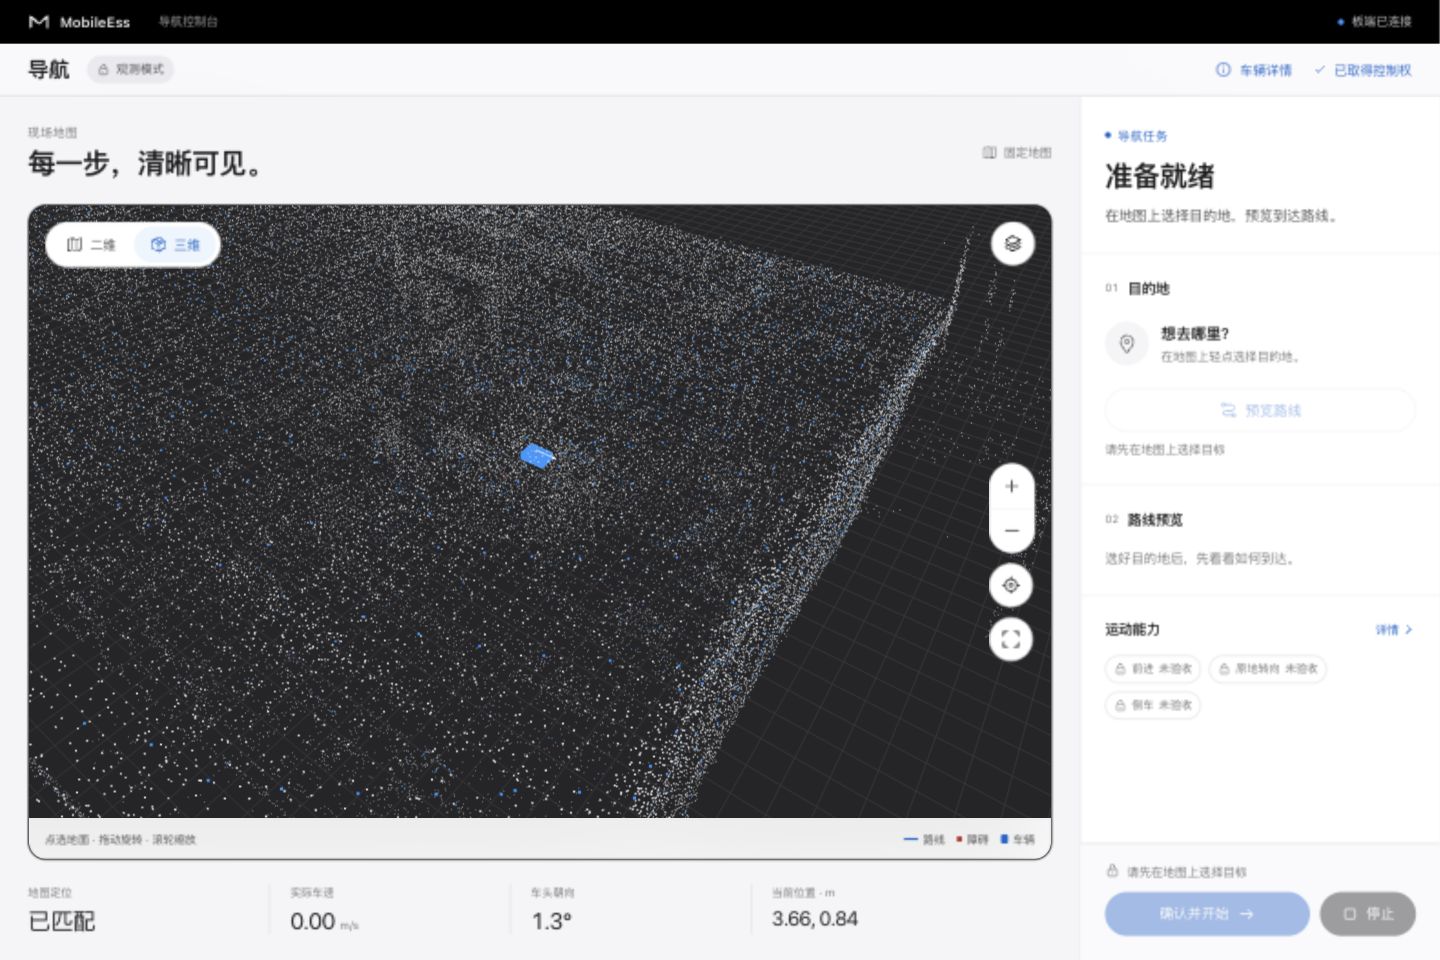 MobileEss 导航控制台
板端已连接
导航 观测模式
车辆详情 已取得控制权
现场地图
每一步，清晰可见。
固定地图
二维 三维
点选地面 · 拖动旋转 · 滚轮缩放
路线 障碍 车辆
地图定位
已匹配
实际车速
0.00 m/s
车头朝向
1.3°
当前位置 · m
3.66, 0.84
导航任务
准备就绪
在地图上选择目的地，预览到达路线。
01 目的地
想去哪里？
在地图上轻点选择目的地。
预览路线
请先在地图上选择目标
02 路线预览
选好目的地后，先看看如何到达。
运动能力 详情
前进 未验收
原地转向 未验收
倒车 未验收
请先在地图上选择目标
确认并开始
停止